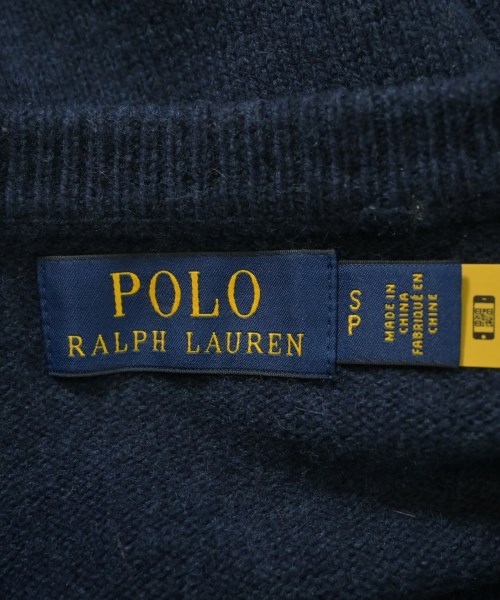 POLO
RALPH LAUREN
S
P
MADE IN
CHINA
FABRIQUÉ EN
CHINE